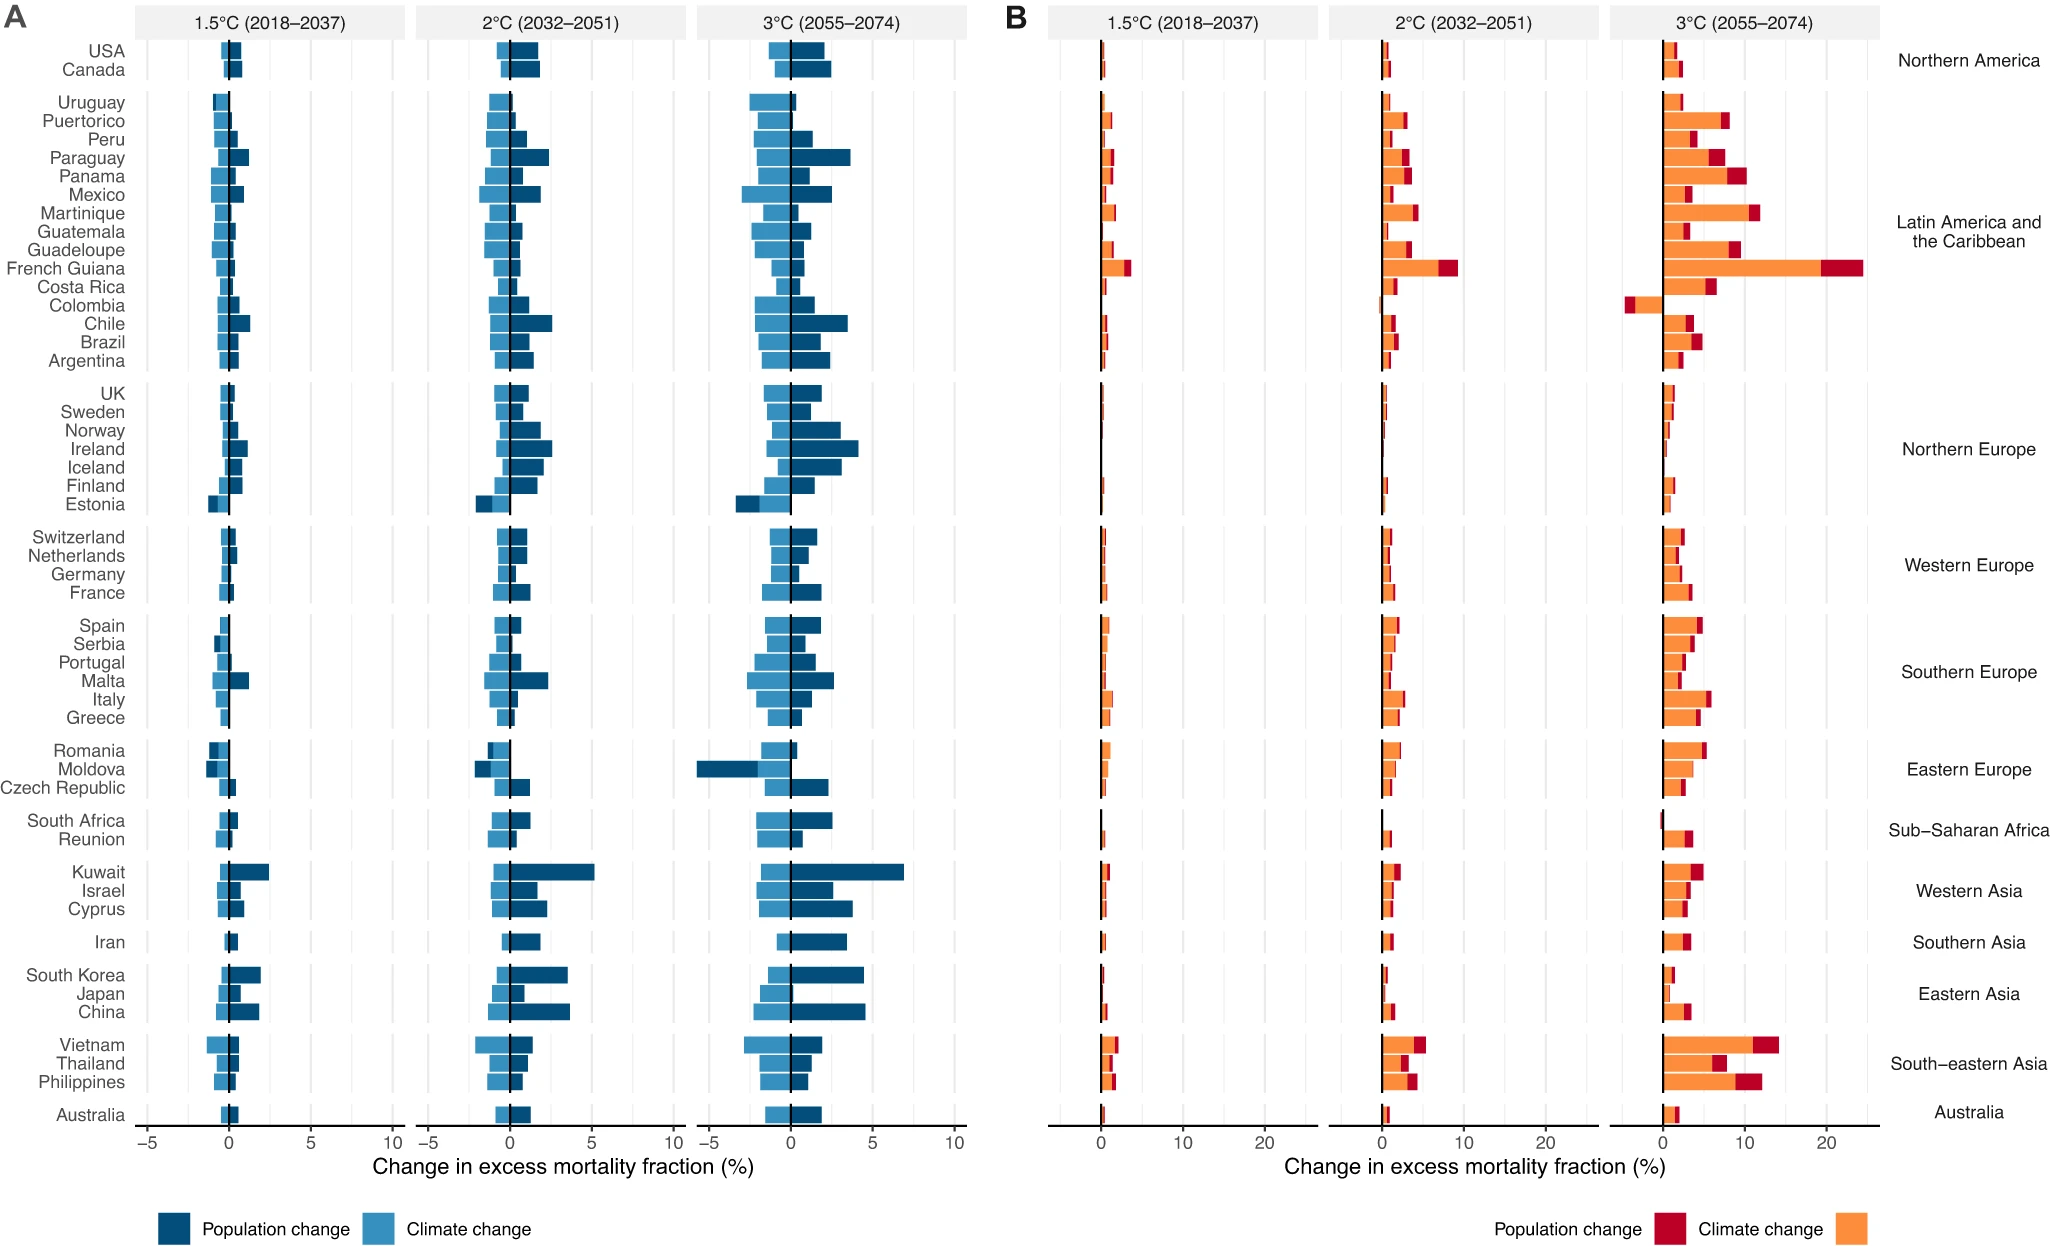 A
1.5°C (2018–2037)
2°C (2032–2051)
3°C (2055–2074)
B
1.5°C (2018–2037)
2°C (2032–2051)
3°C (2055–2074)
USA
Canada
Northern America
Uruguay
Puertorico
Peru
Paraguay
Panama
Mexico
Martinique
Guatemala
Guadeloupe
French Guiana
Costa Rica
Colombia
Chile
Brazil
Argentina
Latin America and
the Caribbean
UK
Sweden
Norway
Ireland
Iceland
Finland
Estonia
Northern Europe
Switzerland
Netherlands
Germany
France
Western Europe
Spain
Serbia
Portugal
Malta
Italy
Greece
Southern Europe
Romania
Moldova
Czech Republic
Eastern Europe
South Africa
Reunion
Sub−Saharan Africa
Kuwait
Israel
Cyprus
Western Asia
Iran
Southern Asia
South Korea
Japan
China
Eastern Asia
Vietnam
Thailand
Philippines
South−eastern Asia
Australia
Australia
−5 0 5 10 −5 0 5 10 −5 0 5 10
0 10 20 0 10 20 0 10 20
Change in excess mortality fraction (%)
Change in excess mortality fraction (%)
Population change Climate change
Population change Climate change